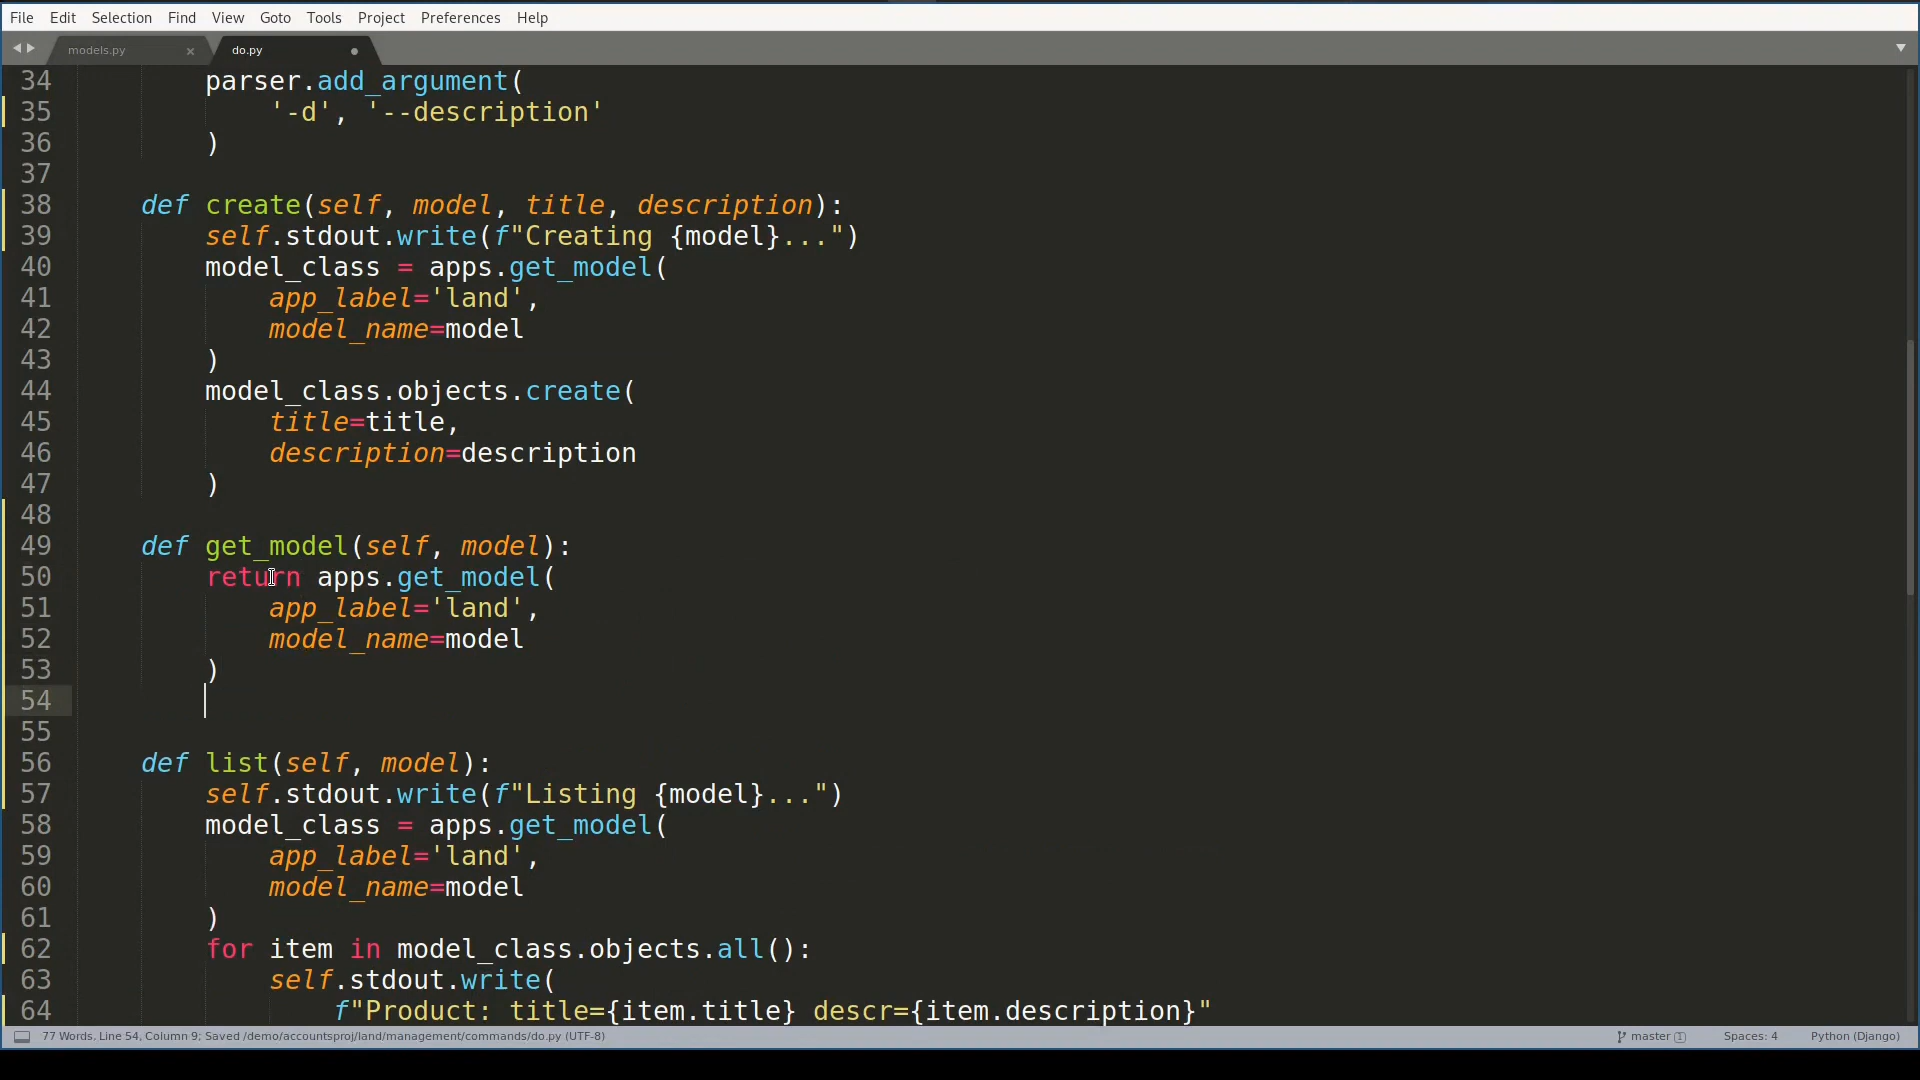 File Edit Selection Find View Goto Tools Project Preferences Help
models.py × do.py
34 parser.add_argument(
35 '-d', '--description'
36 )
37
38 def create(self, model, title, description):
39 self.stdout.write(f"Creating {model}...")
40 model_class = apps.get_model(
41 app_label='land',
42 model_name=model
43 )
44 model_class.objects.create(
45 title=title,
46 description=description
47 )
48
49 def get_model(self, model):
50 return apps.get_model(
51 app_label='land',
52 model_name=model
53 )
54
55
56 def list(self, model):
57 self.stdout.write(f"Listing {model}...")
58 model_class = apps.get_model(
59 app_label='land',
60 model_name=model
61 )
62 for item in model_class.objects.all():
63 self.stdout.write(
64 f"Product: title={item.title} descr={item.description}"
77 Words, Line 54, Column 9; Saved /demo/accountsproj/land/management/commands/do.py (UTF-8) master 1 Spaces: 4 Python (Django)